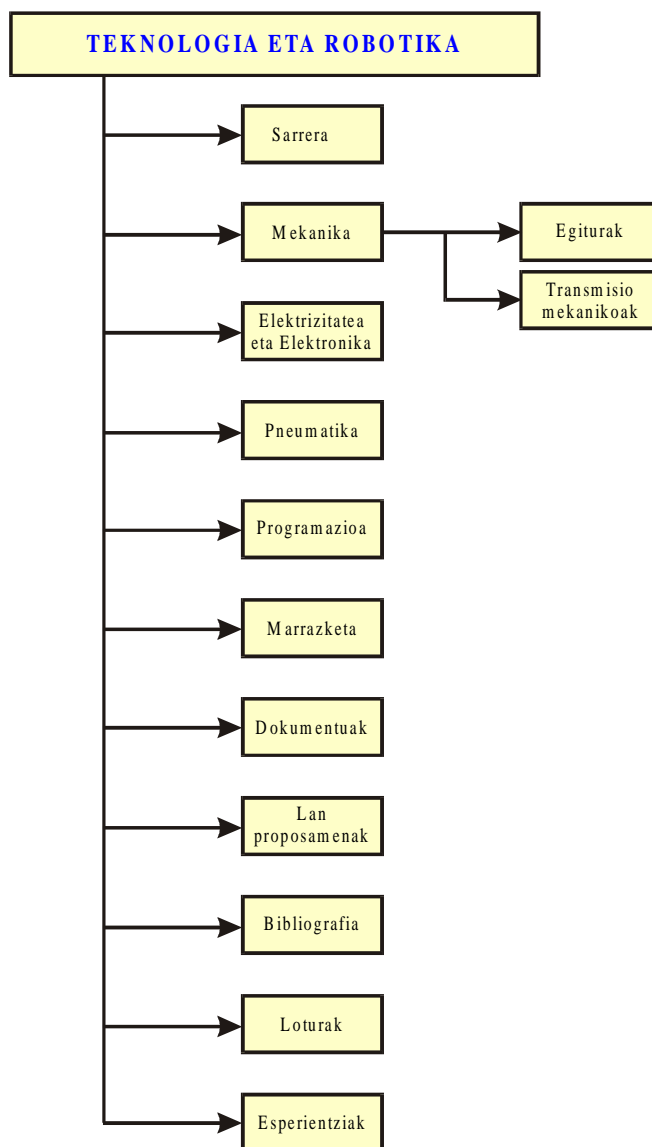 TEKNOLOGIA ETA ROBOTIKA
Sarrera
Mekanika
Egiturak
Transmisio
mekanikoak
Elektrizitatea
eta Elektronika
Pneumatika
Programazioa
Marrazketa
Dokumentuak
Lan
proposamenak
Bibliografia
Loturak
Esperientziak